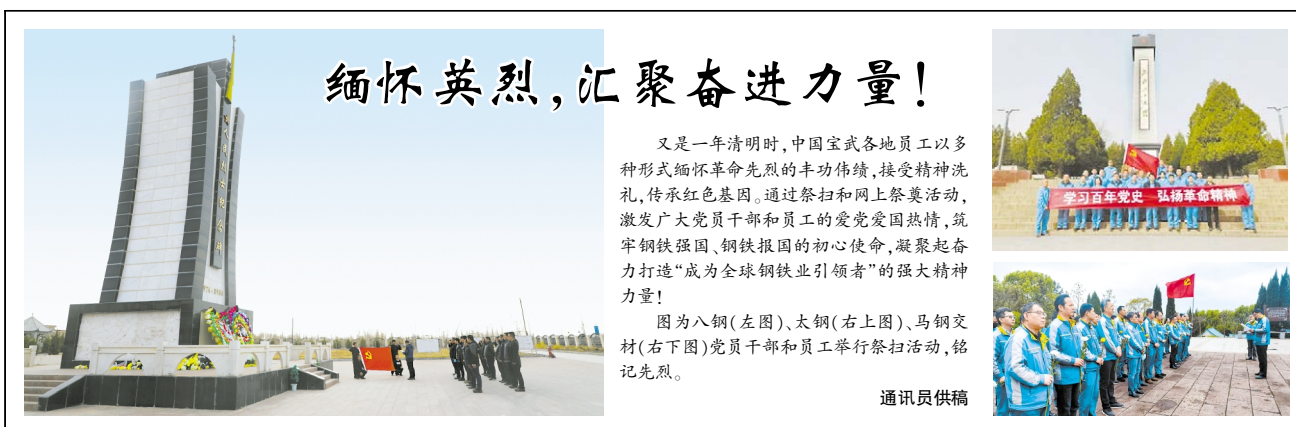 缅怀英烈，汇聚奋进力量！
又是一年清明时，中国宝武各地员工以多
种形式缅怀革命先烈的丰功伟绩，接受精神洗
礼，传承红色基因。通过祭扫和网上祭奠活动，
激发广大党员干部和员工的爱党爱国热情，筑
牢钢铁强国、钢铁报国的初心使命，凝聚起奋
力打造“成为全球钢铁业引领者”的强大精神
力量！
图为八钢(左图)、太钢(右上图)、马钢交
材(右下图)党员干部和员工举行祭扫活动，铭
记先烈。
通讯员供稿
学习百年党史 弘扬革命精神